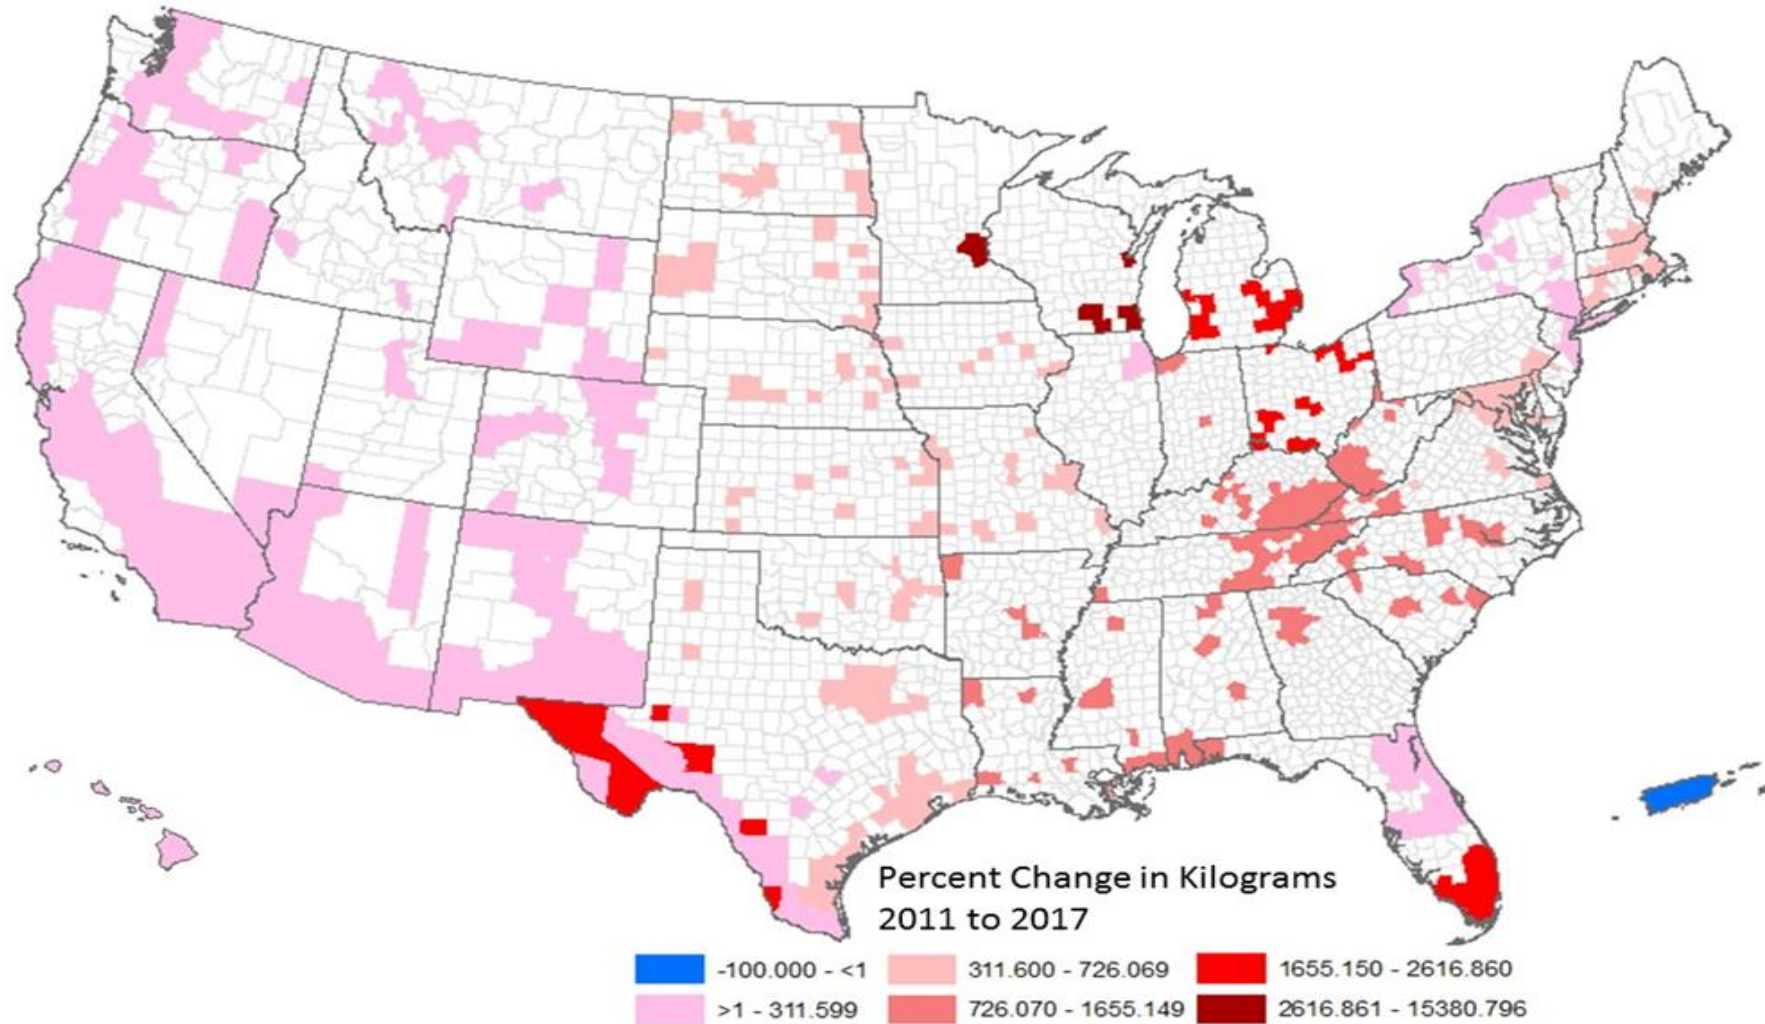 Percent Change in Kilograms
2011 to 2017
-100.000 - <1
311.600 - 726.069
1655.150 - 2616.860
>1 - 311.599
726.070 - 1655.149
2616.861 - 15380.796